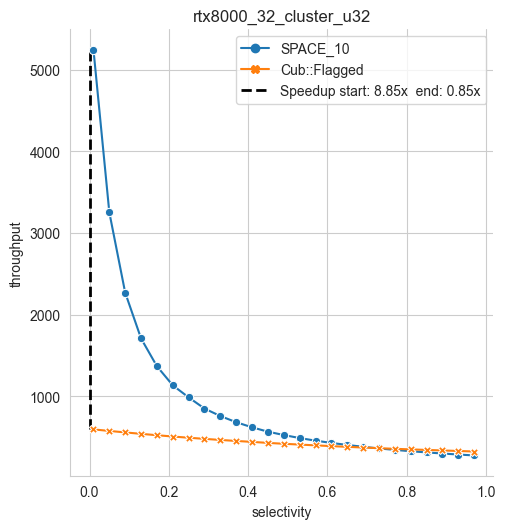 rtx8000_32_cluster_u32
SPACE_10
Cub::Flagged
Speedup start: 8.85x end: 0.85x
throughput
5000
4000
3000
2000
1000
0.0 0.2 0.4 0.6 0.8 1.0
selectivity